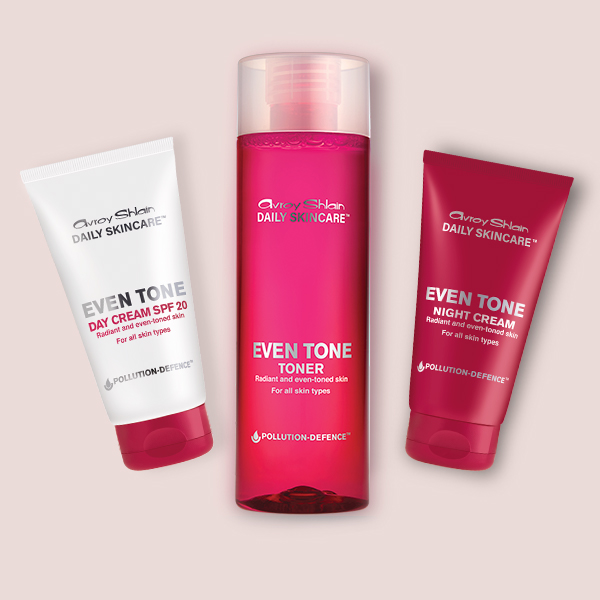 avroy Shlain
DAILY SKINCARE™
EVEN TONE
DAY CREAM SPF 20
Radiant and even-toned skin
For all skin types
POLLUTION-DEFENCE™
avroy Shlain
DAILY SKINCARE™
EVEN TONE
TONER
Radiant and even-toned skin
For all skin types
POLLUTION-DEFENCE™
avroy Shlain
DAILY SKINCARE™
EVEN TONE
NIGHT CREAM
Radiant and even-toned skin
For all skin types
POLLUTION-DEFENCE™